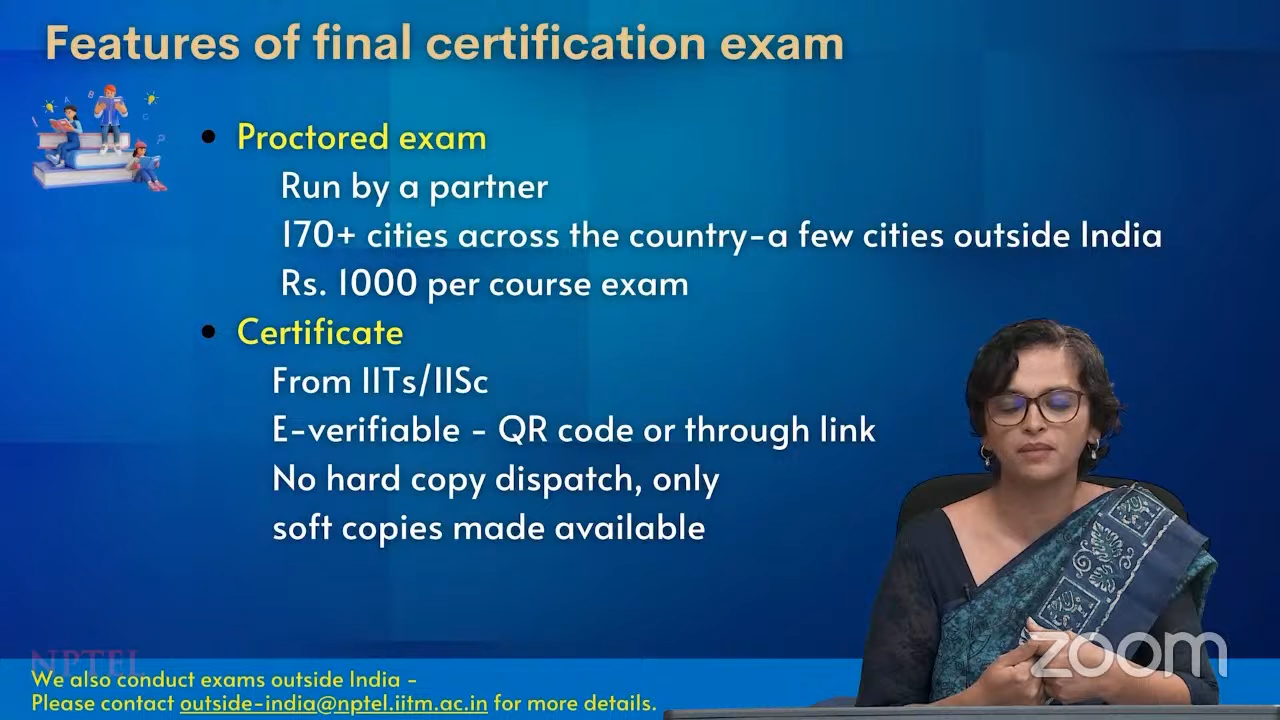 Features of final certification exam
Proctored exam
Run by a partner
170+ cities across the country-a few cities outside India
Rs. 1000 per course exam
Certificate
From IITs/IISc
E-verifiable - QR code or through link
No hard copy dispatch, only
soft copies made available
zoom
NPTEL
We also conduct exams outside India -
Please contact outside-india@nptel.iitm.ac.in for more details.